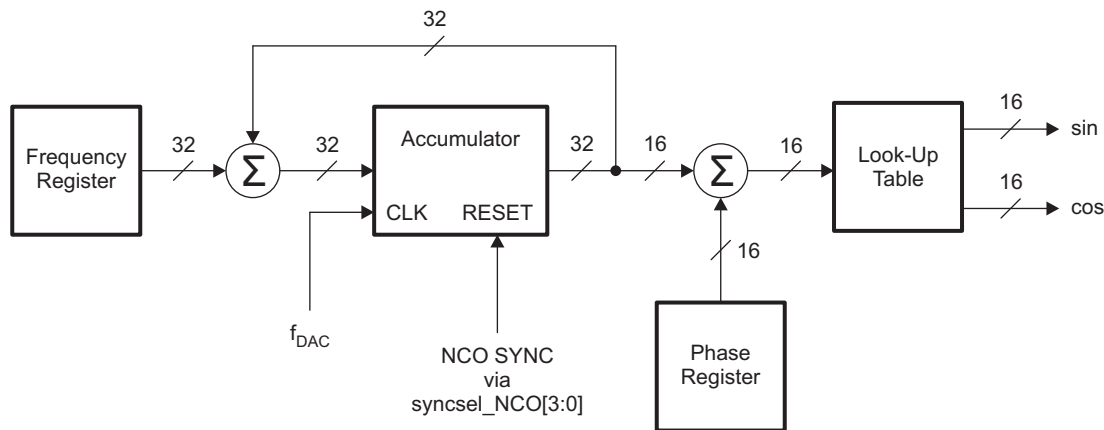 32
Frequency
Register
32
Σ
32
Accumulator
CLK
RESET
32
16
Σ
16
Look-Up
Table
16
sin
16
cos
16
f_DAC
NCO SYNC
via
syncsel_NCO[3:0]
Phase
Register